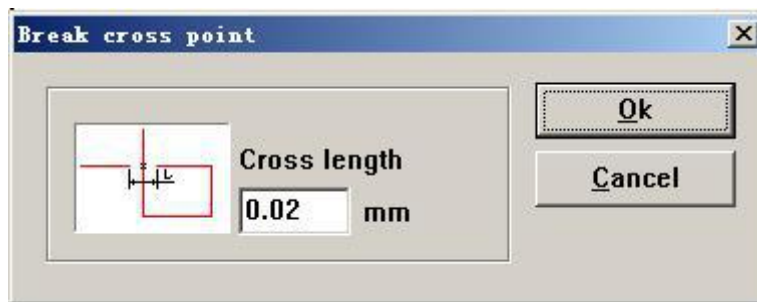 Break cross point
Ok
L
Cross length
0.02 mm
Cancel